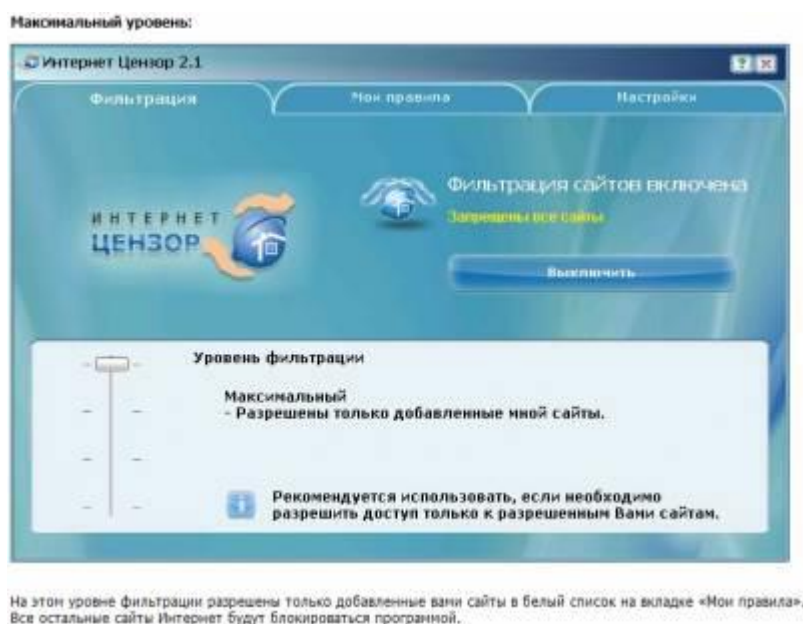 Максимальный уровень:
Интернет Цензор 2.1
Фильтрация
Мои правила
Настройки
Фильтрация сайтов включена
Запрещены все сайты
ИНТЕРНЕТ
ЦЕНЗОР
Выключить
Уровень фильтрации
Максимальный
- Разрешены только добавленные мной сайты.
Рекомендуется использовать, если необходимо
разрешить доступ только к разрешенным Вами сайтам.
На этом уровне фильтрации разрешены только добавленные вами сайты в белый список на вкладке «Мои правила».
Все остальные сайты Интернет будут блокироваться программой.